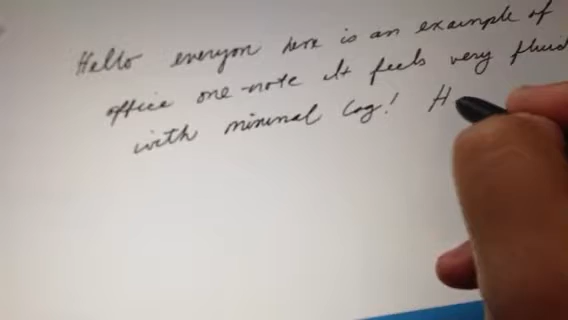 Hello everyon here is an example of
office one-note It feels very fluid
with minimal lag! H